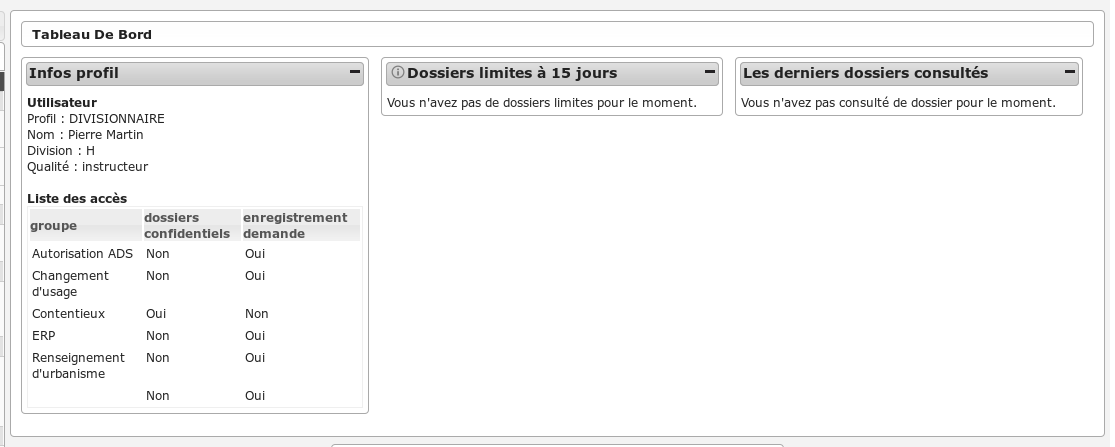 Tableau De Bord
Infos profil
Utilisateur
Profil : DIVISIONNAIRE
Nom : Pierre Martin
Division : H
Qualité : instructeur
Liste des accès
groupe dossiers confidentiels enregistrement demande
Autorisation ADS Non Oui
Changement d'usage Non Oui
Contentieux Oui Non
ERP Non Oui
Renseignement d'urbanisme Non Oui
Non Oui
Dossiers limites à 15 jours
Vous n'avez pas de dossiers limites pour le moment.
Les derniers dossiers consultés
Vous n'avez pas consulté de dossier pour le moment.